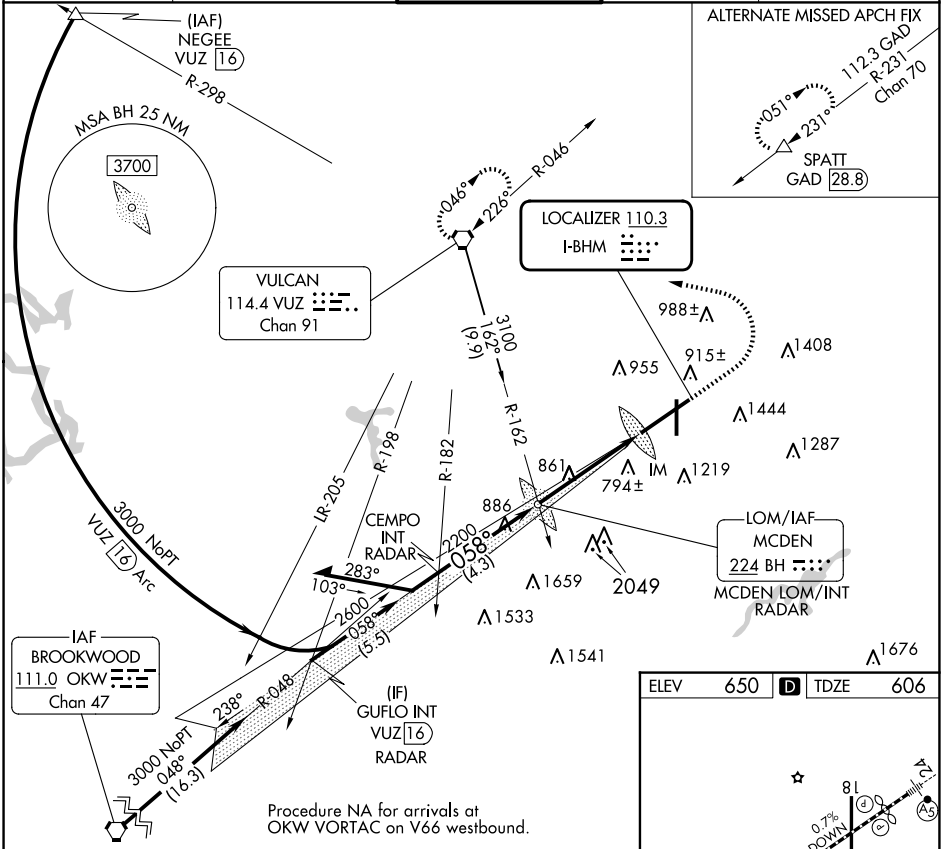 (IAF)
NEGEE
VUZ 16
R-298
MSA BH 25 NM
3700
ALTERNATE MISSED APCH FIX
112.3 GAD
R-231
Chan 70
051°
231°
SPATT
GAD 28.8
R-046
046°
226°
LOCALIZER 110.3
I-BHM
VULCAN
114.4 VUZ
Chan 91
3100
162°
(9.9)
R-162
988±
955
915±
1408
1444
1287
1219
IM
794±
861
886
LR-205
R-198
R-182
CEMPO
INT
RADAR
2200
058°
(4.3)
283°
103°
2600
058°
(5.5)
3000 NoPT
VUZ 16 Arc
LOM/IAF
MCDEN
224 BH
MCDEN LOM/INT
RADAR
2049
1659
1533
1541
1676
IAF
BROOKWOOD
111.0 OKW
Chan 47
238°
R-048
3000 NoPT
048°
(16.3)
(IF)
GUFLO INT
VUZ 16
RADAR
Procedure NA for arrivals at
OKW VORTAC on V66 westbound.
ELEV 650 D TDZE 606
18
24
0.7%
DOWN
P
P
A5